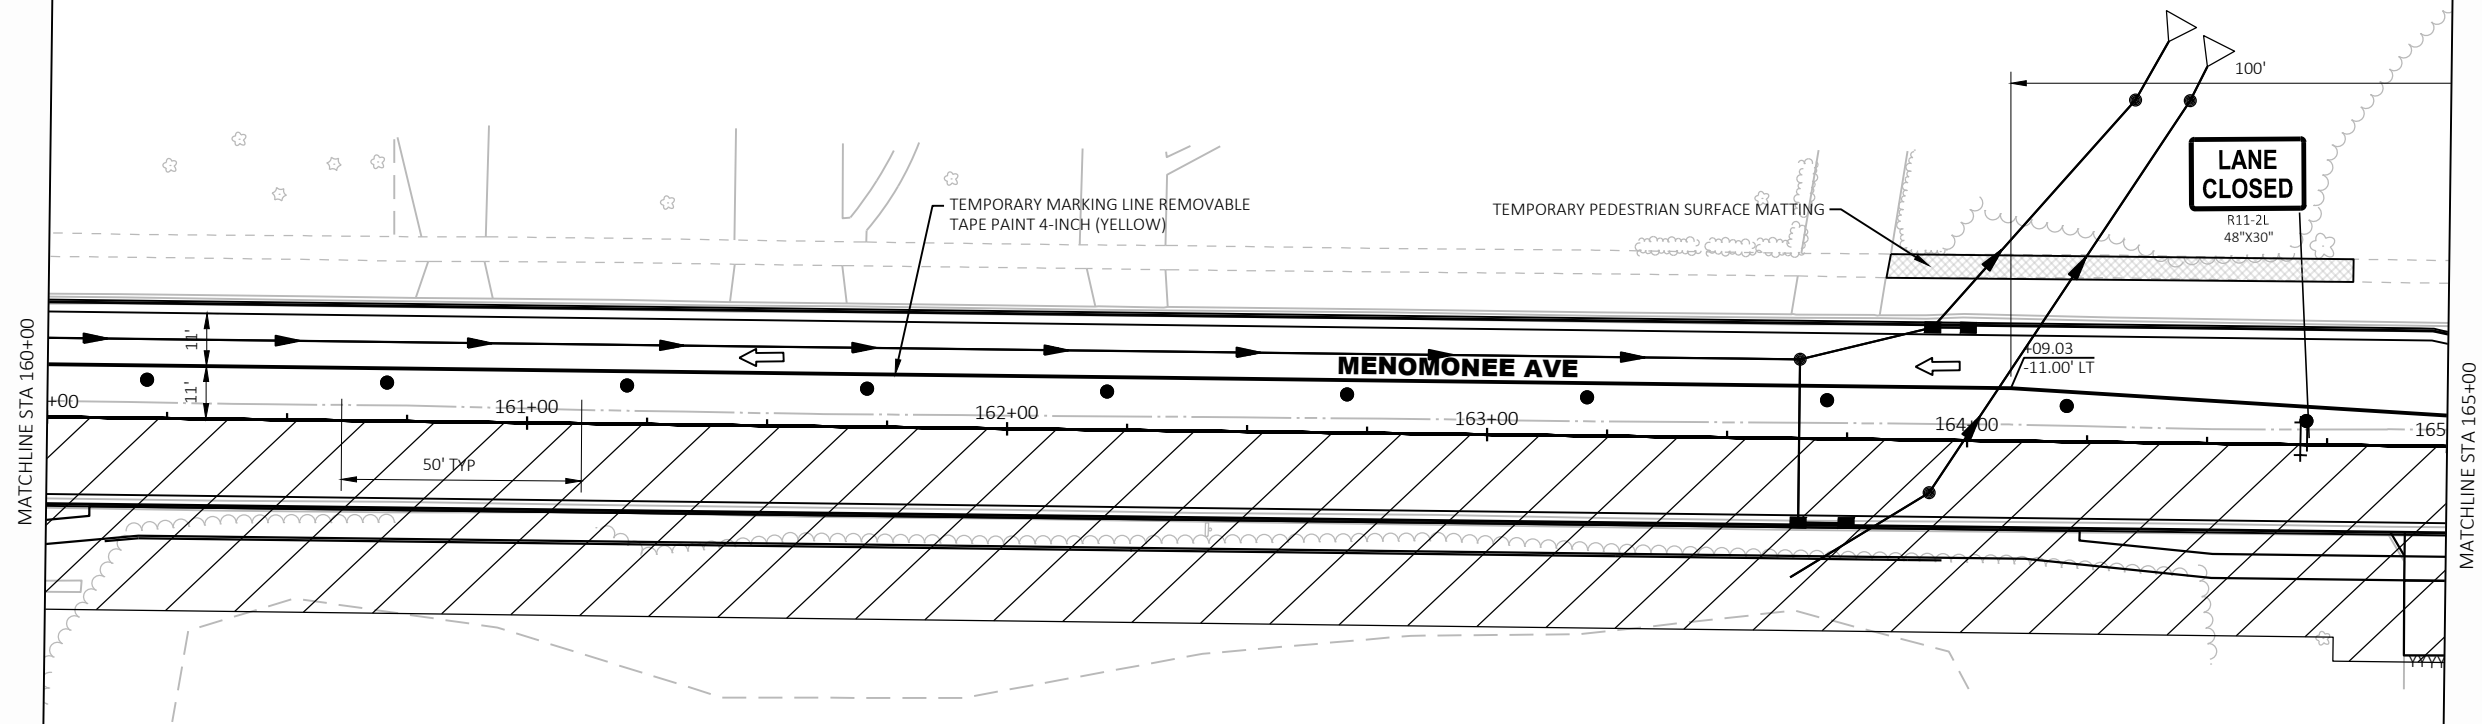 100'
LANE
CLOSED
R11-2L
48"X30"
TEMPORARY MARKING LINE REMOVABLE
TAPE PAINT 4-INCH (YELLOW)
TEMPORARY PEDESTRIAN SURFACE MATTING
MATCHLINE STA 160+00
11'
11'
MENOMONEE AVE
+09.03
-11.00' LT
+00
161+00
162+00
163+00
164+00
165
50' TYP
MATCHLINE STA 165+00